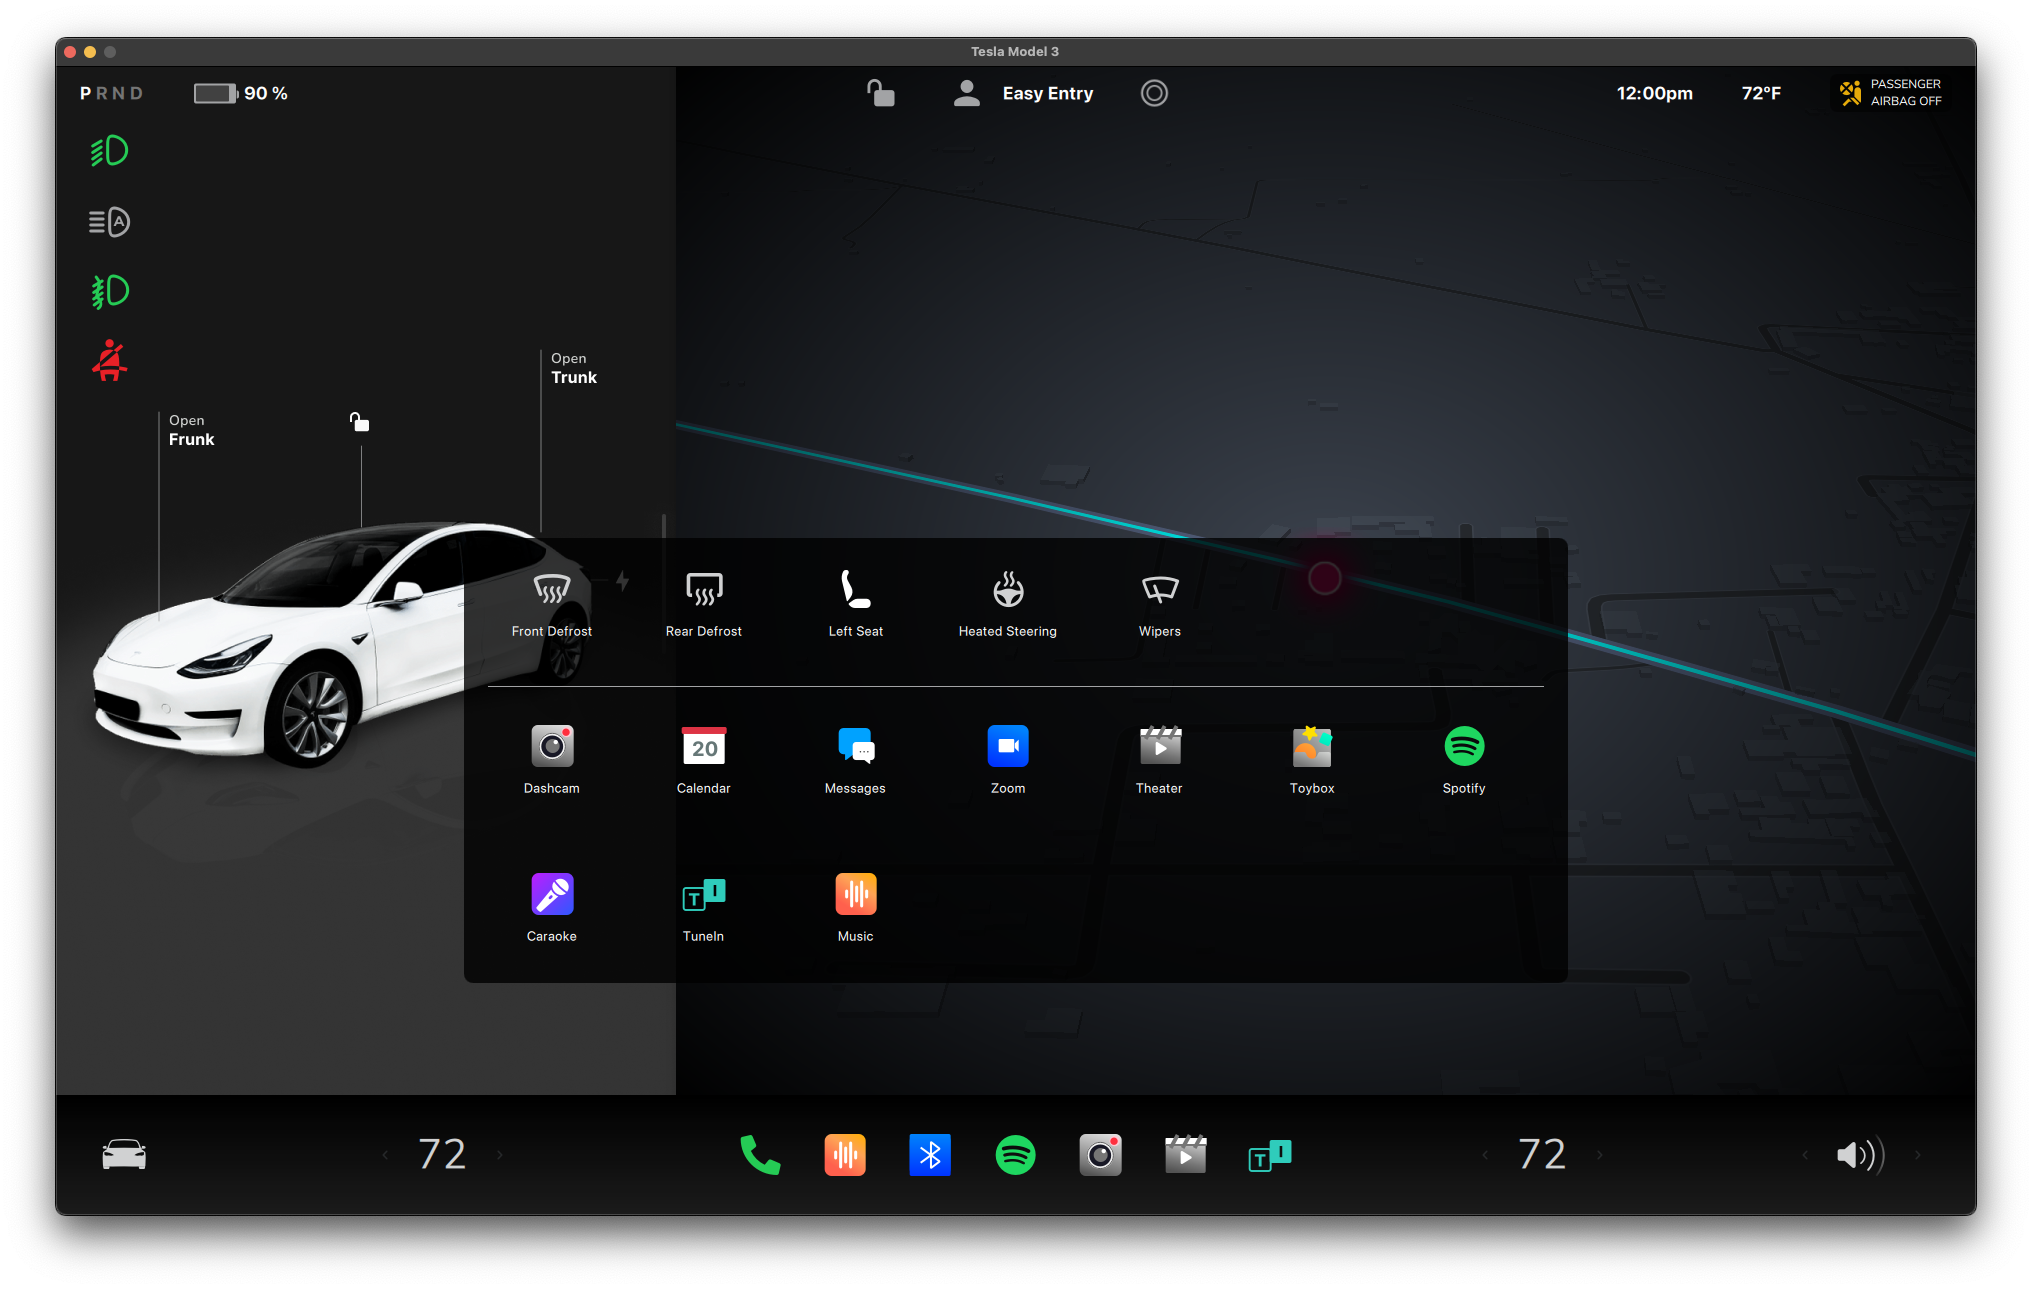 Tesla Model 3
P R N D
90 %
Easy Entry
12:00pm
72°F
PASSENGER
AIRBAG OFF
A
Open
Trunk
Open
Frunk
Front Defrost
Rear Defrost
Left Seat
Heated Steering
Wipers
20
Dashcam
Calendar
Messages
Zoom
Theater
Toybox
Spotify
T I
Caraoke
TuneIn
Music
72
T I
72